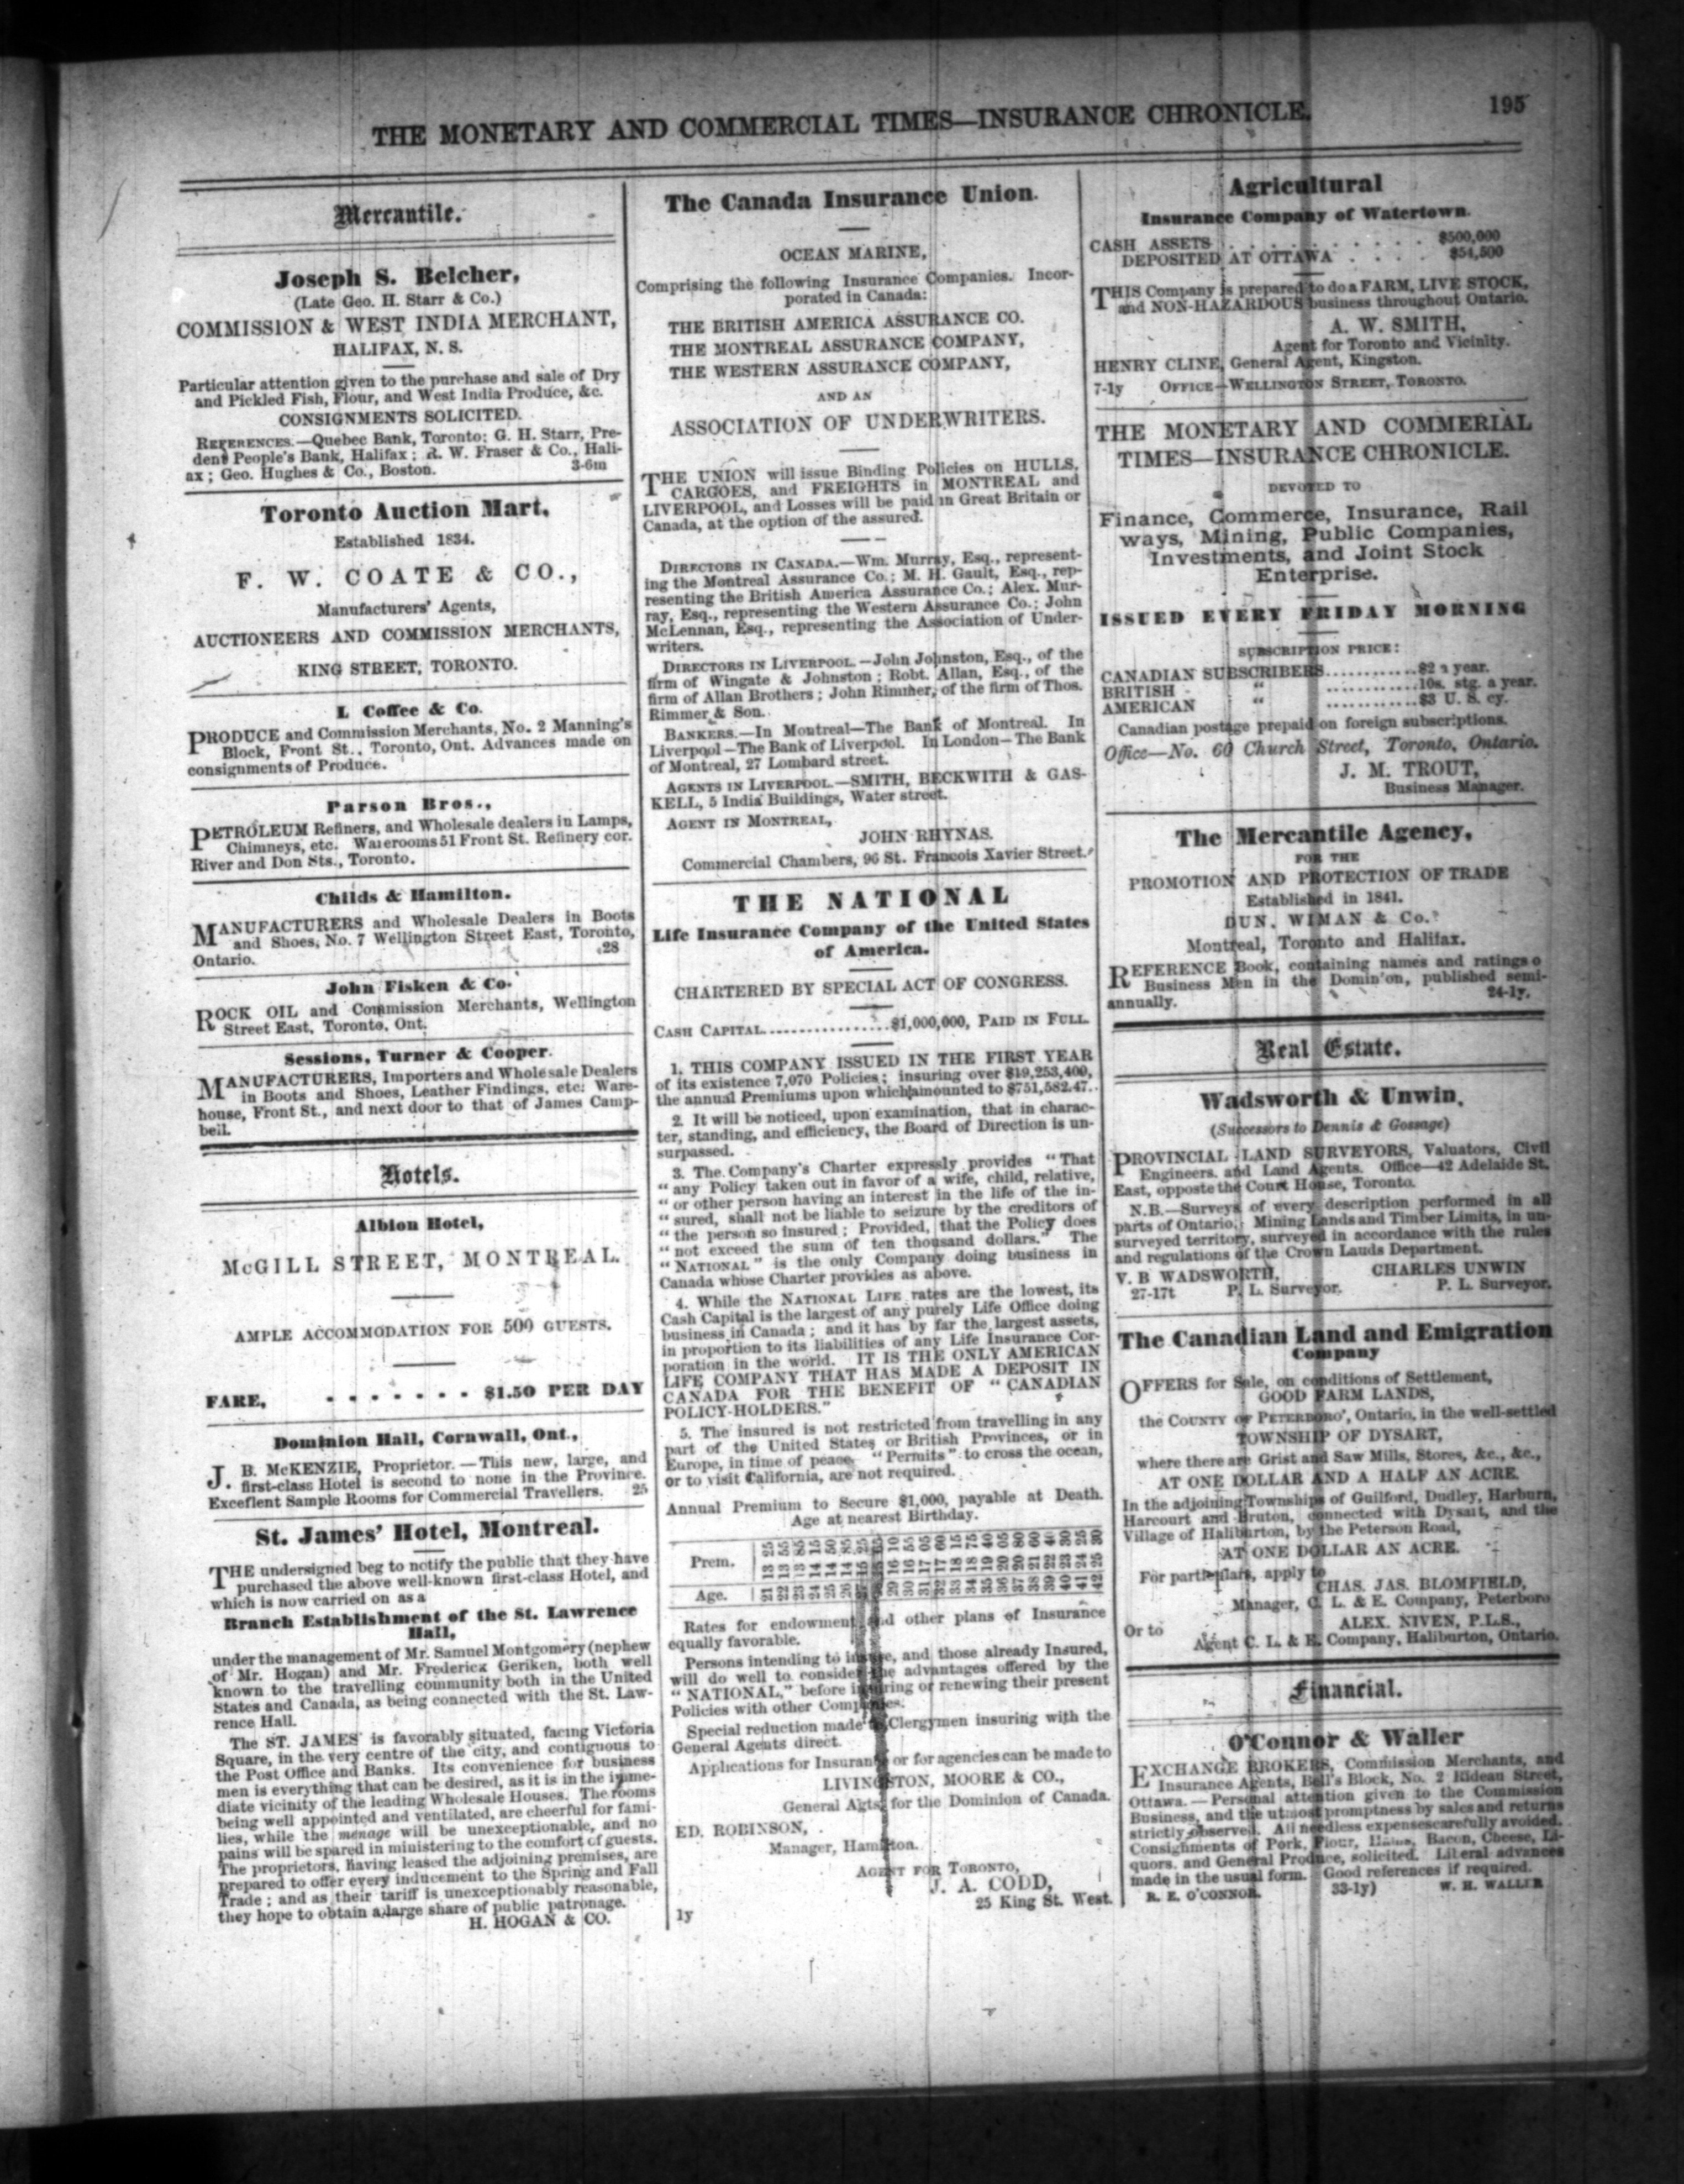 THE MONETARY AND COMMERCIAL TIMES—INSURANCE CHRONICLE.
195
Mercantile.
Joseph S. Belcher,
(Late Geo. H. Starr & Co.)
COMMISSION & WEST INDIA MERCHANT,
HALIFAX, N. S.
Particular attention given to the purchase and sale of Dry
and Pickled Fish, Flour, and West India Produce, &c.
CONSIGNMENTS SOLICITED.
REFERENCES.—Quebec Bank, Toronto; G. H. Starr, Pre-
dent People's Bank, Halifax; R. W. Fraser & Co., Hali-
ax; Geo. Hughes & Co., Boston. 3-6m
Toronto Auction Mart,
Established 1834.
F. W. COATE & CO.,
Manufacturers' Agents,
AUCTIONEERS AND COMMISSION MERCHANTS,
KING STREET, TORONTO.
L Coffee & Co.
PRODUCE and Commission Merchants, No. 2 Manning's
Block, Front St., Toronto, Ont. Advances made on
consignments of Produce.
Parson Bros.,
PETROLEUM Refiners, and Wholesale dealers in Lamps,
Chimneys, etc. Warerooms 51 Front St. Refinery cor.
River and Don Sts., Toronto.
Childs & Hamilton.
MANUFACTURERS and Wholesale Dealers in Boots
and Shoes, No. 7 Wellington Street East, Toronto,
Ontario. 28
John Fisken & Co.
ROCK OIL and Commission Merchants, Wellington
Street East, Toronto, Ont.
Sessions, Turner & Cooper.
MANUFACTURERS, Importers and Wholesale Dealers
in Boots and Shoes, Leather Findings, etc. Ware-
house, Front St., and next door to that of James Camp-
bell.
Hotels.
Albion Hotel,
McGILL STREET, MONTREAL.
AMPLE ACCOMMODATION FOR 500 GUESTS.
FARE, . . . . . . . $1.50 PER DAY
Dominion Hall, Cornwall, Ont.,
J. B. McKENZIE, Proprietor.—This new, large, and
first-class Hotel is second to none in the Province.
Excellent Sample Rooms for Commercial Travellers. 25
St. James' Hotel, Montreal.
THE undersigned beg to notify the public that they have
purchased the above well-known first-class Hotel, and
which is now carried on as a
Branch Establishment of the St. Lawrence
Hall,
under the management of Mr. Samuel Montgomery (nephew
of Mr. Hogan) and Mr. Frederick Geriken, both well
known to the travelling community both in the United
States and Canada, as being connected with the St. Law-
rence Hall.
The ST. JAMES' is favorably situated, facing Victoria
Square, in the very centre of the city, and contiguous to
the Post Office and Banks. Its convenience for business
men is everything that can be desired, as it is in the imme-
diate vicinity of the leading Wholesale Houses. The rooms
being well appointed and ventilated, are cheerful for fami-
lies, while the menage will be unexceptionable, and no
pains will be spared in ministering to the comfort of guests.
The proprietors, having leased the adjoining premises, are
prepared to offer every inducement to the Spring and Fall
Trade; and as their tariff is unexceptionably reasonable,
they hope to obtain a large share of public patronage.
H. HOGAN & CO.
The Canada Insurance Union.
OCEAN MARINE,
Comprising the following Insurance Companies. Incor-
porated in Canada:
THE BRITISH AMERICA ASSURANCE CO.
THE MONTREAL ASSURANCE COMPANY,
THE WESTERN ASSURANCE COMPANY,
AND AN
ASSOCIATION OF UNDERWRITERS.
THE UNION will issue Binding Policies on HULLS,
CARGOES, and FREIGHTS in MONTREAL and
LIVERPOOL, and Losses will be paid in Great Britain or
Canada, at the option of the assured.
DIRECTORS IN CANADA.—Wm. Murray, Esq., represent-
ing the Montreal Assurance Co.; M. H. Gault, Esq., rep-
resenting the British America Assurance Co.; Alex. Mur-
ray, Esq., representing the Western Assurance Co.; John
McLennan, Esq., representing the Association of Under-
writers.
DIRECTORS IN LIVERPOOL.—John Johnston, Esq., of the
firm of Wingate & Johnston; Robt. Allan, Esq., of the
firm of Allan Brothers; John Rimmer, of the firm of Thos.
Rimmer & Son.
BANKERS.—In Montreal—The Bank of Montreal. In
Liverpool—The Bank of Liverpool. In London—The Bank
of Montreal, 27 Lombard street.
AGENTS IN LIVERPOOL.—SMITH, BECKWITH & GAS-
KELL, 5 India Buildings, Water street.
AGENT IN MONTREAL,
JOHN RHYNAS.
Commercial Chambers, 96 St. Francois Xavier Street.
THE NATIONAL
Life Insurance Company of the United States
of America.
CHARTERED BY SPECIAL ACT OF CONGRESS.
CASH CAPITAL..................$1,000,000, PAID IN FULL
1. THIS COMPANY ISSUED IN THE FIRST YEAR
of its existence 7,070 Policies; insuring over $19,253,400,
the annual Premiums upon which amounted to $751,582.47.
2. It will be noticed, upon examination, that in charac-
ter, standing, and efficiency, the Board of Direction is un-
surpassed.
3. The Company's Charter expressly provides "That
" any Policy taken out in favor of a wife, child, relative,
" or other person having an interest in the life of the in-
" sured, shall not be liable to seizure by the creditors of
" the person so insured; Provided, that the Policy does
" not exceed the sum of ten thousand dollars." The
" NATIONAL" is the only Company doing business in
Canada whose Charter provides as above.
4. While the NATIONAL LIFE rates are the lowest, its
Cash Capital is the largest of any purely Life Office doing
business in Canada; and it has by far the largest assets,
in proportion to its liabilities of any Life Insurance Cor-
poration in the world. IT IS THE ONLY AMERICAN
LIFE COMPANY THAT HAS MADE A DEPOSIT IN
CANADA FOR THE BENEFIT OF " CANADIAN
POLICY-HOLDERS."
5. The insured is not restricted from travelling in any
part of the United States or British Provinces, or in
Europe, in time of peace. "Permits" to cross the ocean,
or to visit California, are not required.
Annual Premium to Secure $1,000, payable at Death.
Age at nearest Birthday.
Prem.
Age.
Rates for endowment and other plans of Insurance
equally favorable.
Persons intending to insure, and those already Insured,
will do well to consider the advantages offered by the
" NATIONAL," before insuring or renewing their present
Policies with other Companies.
Special reduction made to Clergymen insuring with the
General Agents direct.
Applications for Insurance or for agencies can be made to
LIVINGSTON, MOORE & CO.,
General Agts. for the Dominion of Canada.
ED. ROBINSON,
Manager, Hamilton.
AGENT FOR TORONTO,
J. A. CODD,
25 King St. West.
1y
Agricultural
Insurance Company of Watertown.
CASH ASSETS . . . . . . . . . . $500,000
DEPOSITED AT OTTAWA . . . . $54,500
THIS Company is prepared to do a FARM, LIVE STOCK,
and NON-HAZARDOUS business throughout Ontario.
A. W. SMITH,
Agent for Toronto and Vicinity.
HENRY CLINE, General Agent, Kingston.
7-1y OFFICE—WELLINGTON STREET, TORONTO.
THE MONETARY AND COMMERIAL
TIMES—INSURANCE CHRONICLE.
DEVOTED TO
Finance, Commerce, Insurance, Rail
ways, Mining, Public Companies,
Investments, and Joint Stock
Enterprise.
ISSUED EVERY FRIDAY MORNING
SUBSCRIPTION PRICE:
CANADIAN SUBSCRIBERS............$2 a year.
BRITISH " ............10s. stg. a year.
AMERICAN " ............$3 U. S. cy.
Canadian postage prepaid on foreign subscriptions.
Office—No. 60 Church Street, Toronto, Ontario.
J. M. TROUT,
Business Manager.
The Mercantile Agency,
FOR THE
PROMOTION AND PROTECTION OF TRADE
Established in 1841.
DUN, WIMAN & Co.
Montreal, Toronto and Halifax.
REFERENCE Book, containing names and ratings o
Business Men in the Domin'on, published semi-
annually. 24-1y.
Real Estate.
Wadsworth & Unwin,
(Successors to Dennis & Gossage)
PROVINCIAL LAND SURVEYORS, Valuators, Civil
Engineers, and Land Agents. Office—42 Adelaide St.
East, opposte the Court House, Toronto.
N.B.—Surveys of every description performed in all
parts of Ontario. Mining Lands and Timber Limits, in un-
surveyed territory, surveyed in accordance with the rules
and regulations of the Crown Lauds Department.
V. B WADSWORTH, CHARLES UNWIN
27-17t P. L. Surveyor. P. L. Surveyor.
The Canadian Land and Emigration
Company
OFFERS for Sale, on conditions of Settlement,
GOOD FARM LANDS,
the COUNTY OF PETERBORO', Ontario, in the well-settled
TOWNSHIP OF DYSART,
where there are Grist and Saw Mills, Stores, &c., &c.,
AT ONE DOLLAR AND A HALF AN ACRE.
In the adjoining Townships of Guilford, Dudley, Harburn,
Harcourt and Bruton, connected with Dysart, and the
Village of Haliburton, by the Peterson Road,
AT ONE DOLLAR AN ACRE.
For particulars, apply to
CHAS. JAS. BLOMFIELD,
Manager, C. L. & E. Company, Peterboro
Or to ALEX. NIVEN, P.L.S.,
Agent C. L. & E. Company, Haliburton, Ontario.
Financial.
O'Connor & Waller
EXCHANGE BROKERS, Commission Merchants, and
Insurance Agents, Bell's Block, No. 2 Rideau Street,
Ottawa.—Personal attention given to the Commission
Business, and the utmost promptness by sales and returns
strictly observed. All needless expenses carefully avoided.
Consignments of Pork, Flour, Hams, Bacon, Cheese, Li-
quors, and General Produce, solicited. Liberal advances
made in the usual form. Good references if required.
R. E. O'CONNOR. 33-1y) W. H. WALLER